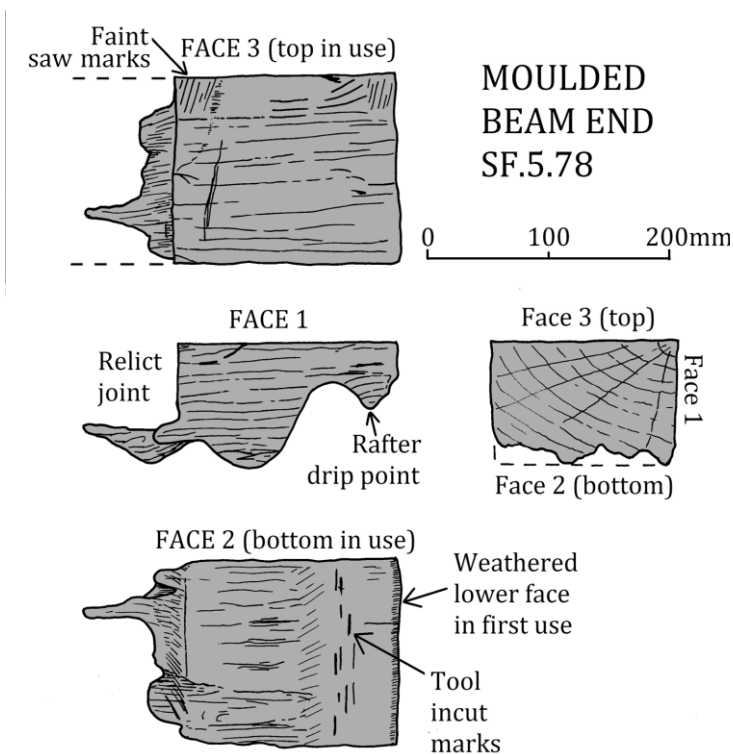 Faint
saw marks
FACE 3 (top in use)
MOULDED
BEAM END
SF.5.78
0 100 200mm
FACE 1
Relict
joint
Rafter
drip point
Face 3 (top)
Face 1
Face 2 (bottom)
FACE 2 (bottom in use)
Weathered
lower face
in first use
Tool
incut
marks